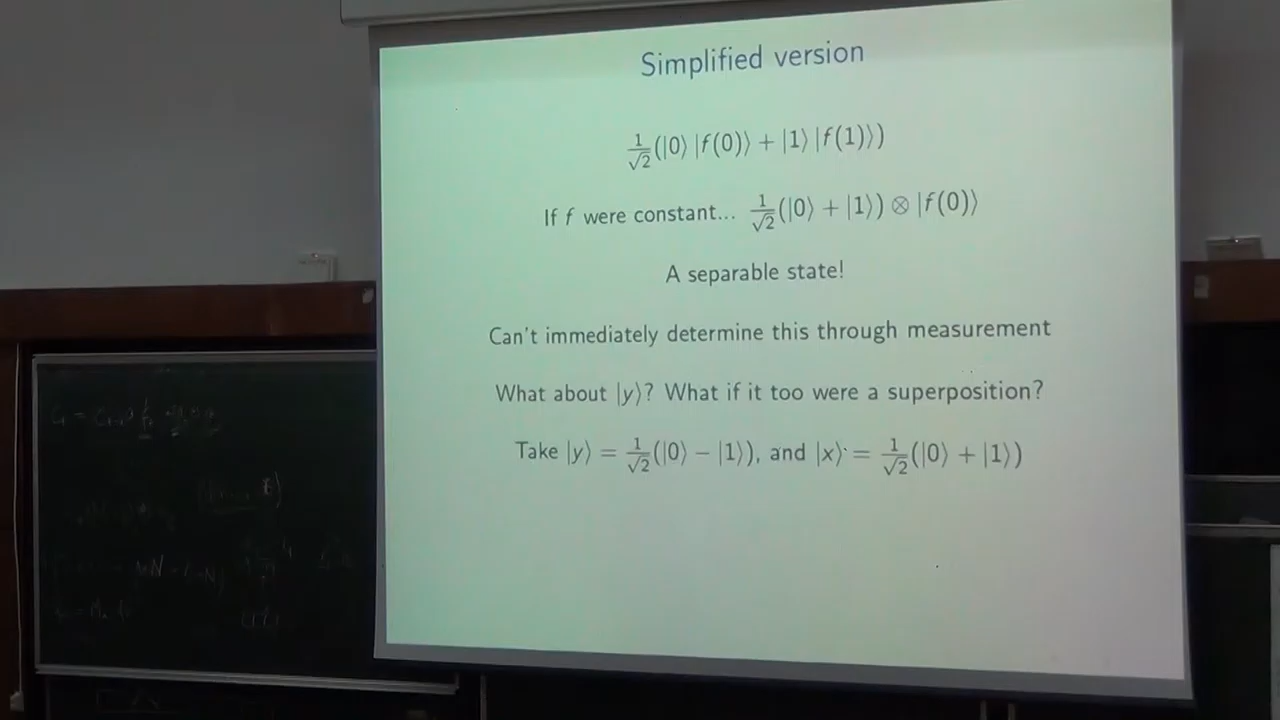 Simplified version
1/√2(|0⟩ |f(0)⟩ + |1⟩ |f(1)⟩)
If f were constant... 1/√2(|0⟩ + |1⟩) ⊗ |f(0)⟩
A separable state!
Can't immediately determine this through measurement
What about |y⟩? What if it too were a superposition?
Take |y⟩ = 1/√2(|0⟩ − |1⟩), and |x⟩ = 1/√2(|0⟩ + |1⟩)